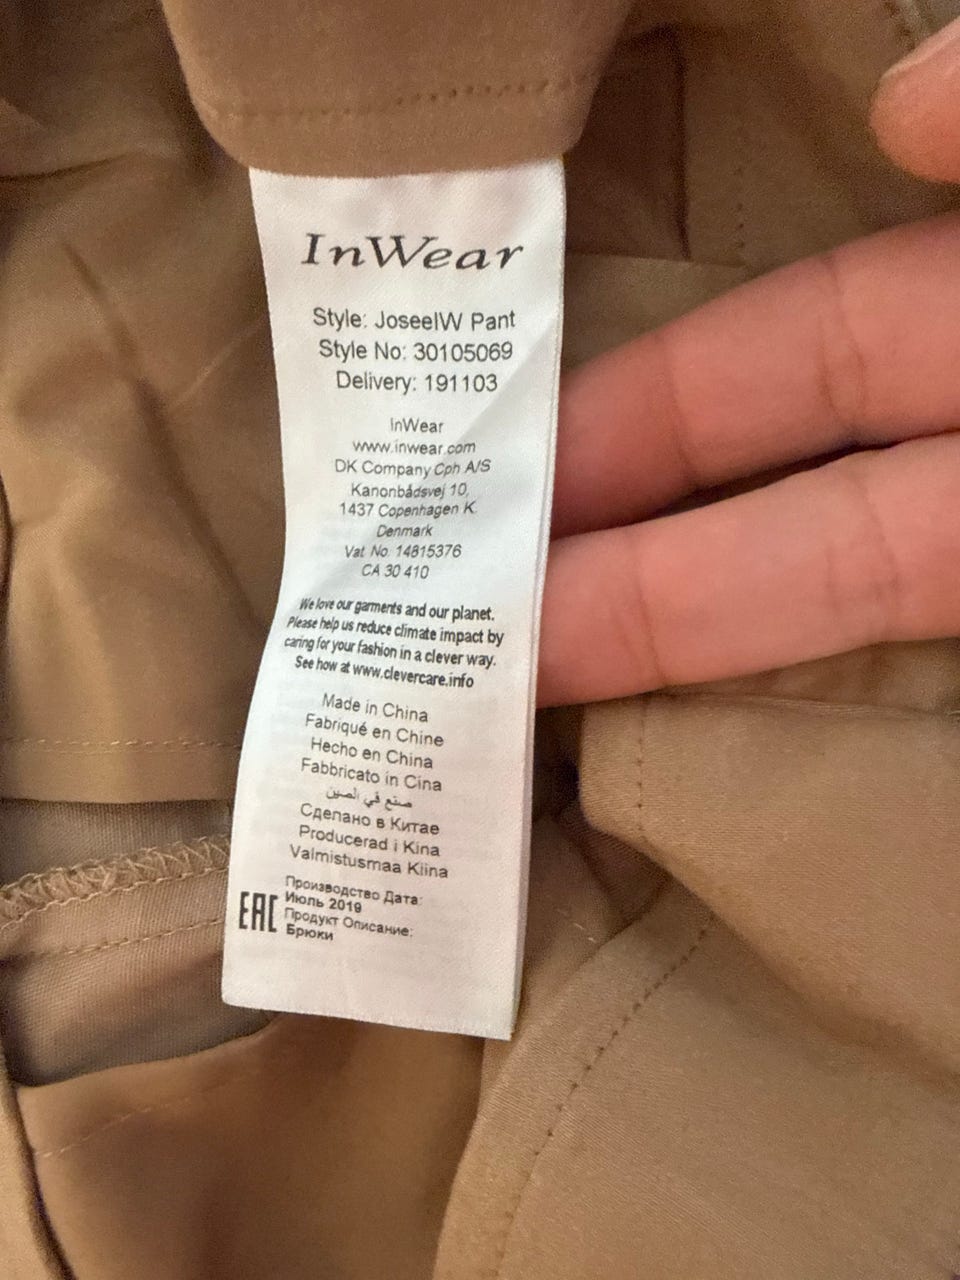 InWear
Style: JoseeIW Pant
Style No: 30105069
Delivery: 191103
InWear
www.inwear.com
DK Company Cph A/S
Kanonbådsvej 10,
1437 Copenhagen K.
Denmark
Vat No. 14815376
CA 30 410
We love our garments and our planet.
Please help us reduce climate impact by
caring for your fashion in a clever way.
See how at www.clevercare.info
Made in China
Fabriqué en Chine
Hecho en China
Fabbricato in Cina
صنع في الصين
Сделано в Китае
Producerad i Kina
Valmistusmaa Kiina
EAC
Производство Дата:
Июль 2019
Продукт Описание:
Брюки